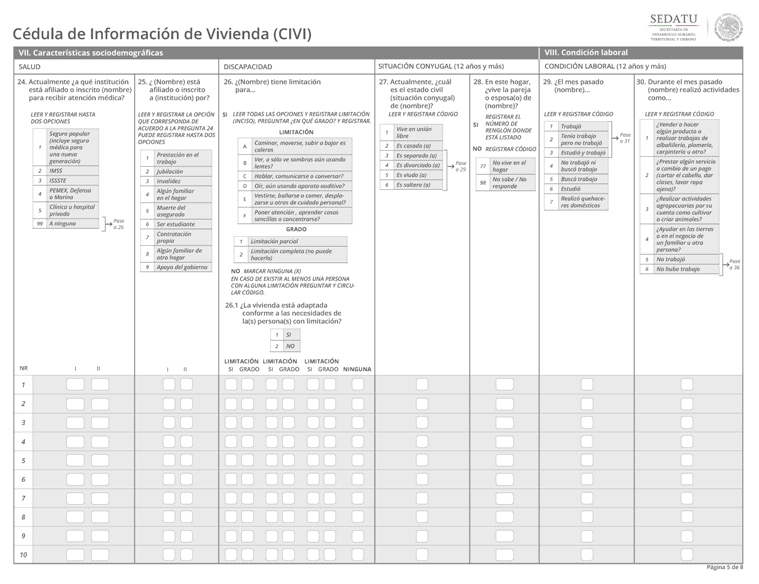 Cédula de Información de Vivienda (CIVI)
SEDATU
SECRETARÍA DE
DESARROLLO AGRARIO,
TERRITORIAL Y URBANO
VII. Características sociodemográficas
VIII. Condición laboral
SALUD
DISCAPACIDAD
SITUACIÓN CONYUGAL (12 años y más)
CONDICIÓN LABORAL (12 años y más)
24. Actualmente ¿a qué institución
está afiliado o inscrito (nombre)
para recibir atención médica?
LEER Y REGISTRAR HASTA
DOS OPCIONES
1 Seguro popular
(incluye seguro
médico para
una nueva
generación)
2 IMSS
3 ISSSTE
4 PEMEX, Defensa
o Marina
5 Clínica u hospital
privado
99 A ninguna
Pase
a 26
25. ¿ (Nombre) está
afiliado o inscrito
a (institución) por?
LEER Y REGISTRAR LA OPCIÓN
QUE CORRESPONDA DE
ACUERDO A LA PREGUNTA 24
PUEDE REGISTRAR HASTA DOS
OPCIONES
1 Prestación en el
trabajo
2 Jubilación
3 Invalidez
4 Algún familiar
en el hogar
5 Muerte del
asegurado
6 Ser estudiante
7 Contratación
propia
8 Algún familiar de
otro hogar
9 Apoyo del gobierno
26. ¿(Nombre) tiene limitación
para...
SI LEER TODAS LAS OPCIONES Y REGISTRAR LIMITACIÓN
(INCISO), PREGUNTAR ¿EN QUÉ GRADO? Y REGISTRAR.
LIMITACIÓN
A Caminar, moverse, subir o bajar es
caleras
B Ver, o sólo ve sombras aún usando
lentes?
C Hablar, comunicarse o conversar?
D Oír, aún usando aparato auditivo?
E Vestirse, bañarse o comer, despla-
zarse u otros de cuidado personal?
F Poner atención , aprender cosas
sencillas o concentrarse?
GRADO
1 Limitación parcial
2 Limitación completa (no puede
hacerlo)
NO MARCAR NINGUNA (X)
EN CASO DE EXISTIR AL MENOS UNA PERSONA
CON ALGUNA LIMITACIÓN PREGUNTAR Y CIRCU-
LAR CÓDIGO.
26.1 ¿La vivienda está adaptada
conforme a las necesidades de
la(s) persona(s) con limitación?
1 SI
2 NO
27. Actualmente, ¿cuál
es el estado civil
(situación conyugal)
de (nombre)?
LEER Y REGISTRAR CÓDIGO
1 Vive en unión
libre
2 Es casado (a)
3 Es separado (a)
4 Es divorciado (a)
5 Es viudo (a)
6 Es soltero (a)
Pase
a 29
28. En este hogar,
¿vive la pareja
o esposo(a) de
(nombre)?
SI REGISTRAR EL
NÚMERO DE
RENGLÓN DONDE
ESTÁ LISTADO
NO REGISTRAR CÓDIGO
77 No vive en el
hogar
98 No sabe / No
responde
29. ¿El mes pasado
(nombre)...
LEER Y REGISTRAR CÓDIGO
1 Trabajó
2 Tenía trabajo
pero no trabajó
3 Estudió y trabajó
4 No trabajó ni
buscó trabajo
5 Buscó trabajo
6 Estudió
7 Realizó quehace-
res domésticos
Pase
a 31
30. Durante el mes pasado
(nombre) realizó actividades
como...
LEER Y REGISTRAR CÓDIGO
1 ¿Vender o hacer
algún producto o
realizar trabajos de
albañilería, plomería,
carpintería u otro?
2 ¿Prestar algún servicio
a cambio de un pago
(cortar el cabello, dar
clases, lavar ropa
ajena)?
3 ¿Realizar actividades
agropecuarias por su
cuenta como cultivar
o criar animales?
4 ¿Ayudar en las tierras
o en el negocio de
un familiar u otra
persona?
5 No trabajó
6 No hubo trabajo
Pase
a 36
NR
I II
I II
LIMITACIÓN LIMITACIÓN LIMITACIÓN
SI GRADO SI GRADO SI GRADO NINGUNA
1
2
3
4
5
6
7
8
9
10
Página 5 de 8